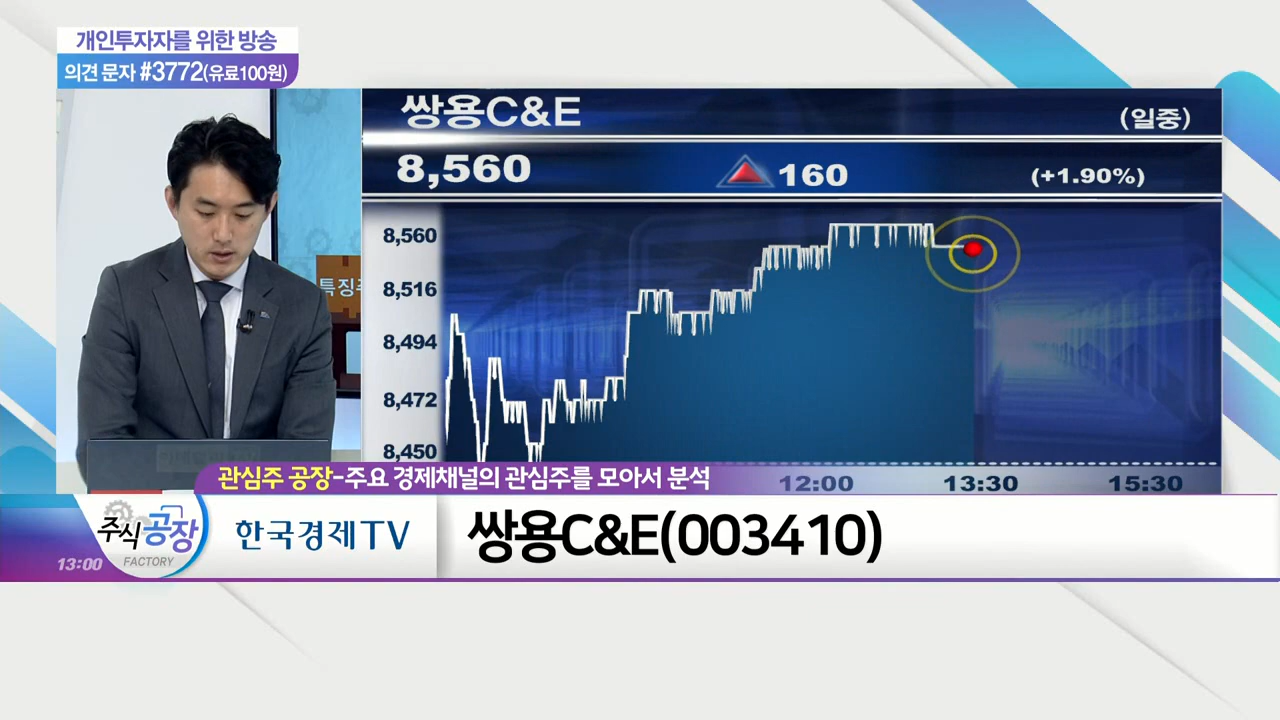 개인투자자를 위한 방송
의견 문자 #3772(유료100원)
쌍용C&E
(일중)
8,560
160
(+1.90%)
8,560
8,516
8,494
8,472
8,450
12:00
13:30
15:30
특징주
관심주 공장-주요 경제채널의 관심주를 모아서 분석
주식공장
FACTORY
13:00
한국경제TV
쌍용C&E(003410)